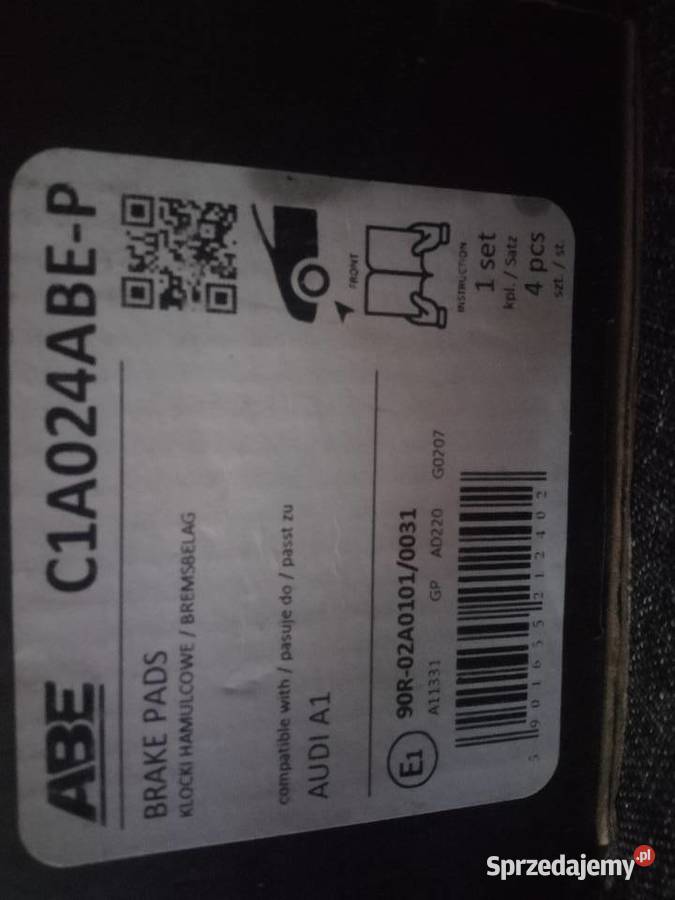 ABE C1A024ABE-P
BRAKE PADS
KLOCKI HAMULCOWE / BREMSBELAG
compatible with / pasuje do / passt zu
AUDI A1
E1 90R-02A0101/0031
A11331 GP AD220 G0207
5 901655 212402
FRONT
INSTRUCTION
1 set
kpl. / Satz
4 pcs
szt. / st.
Sprzedajemy.pl